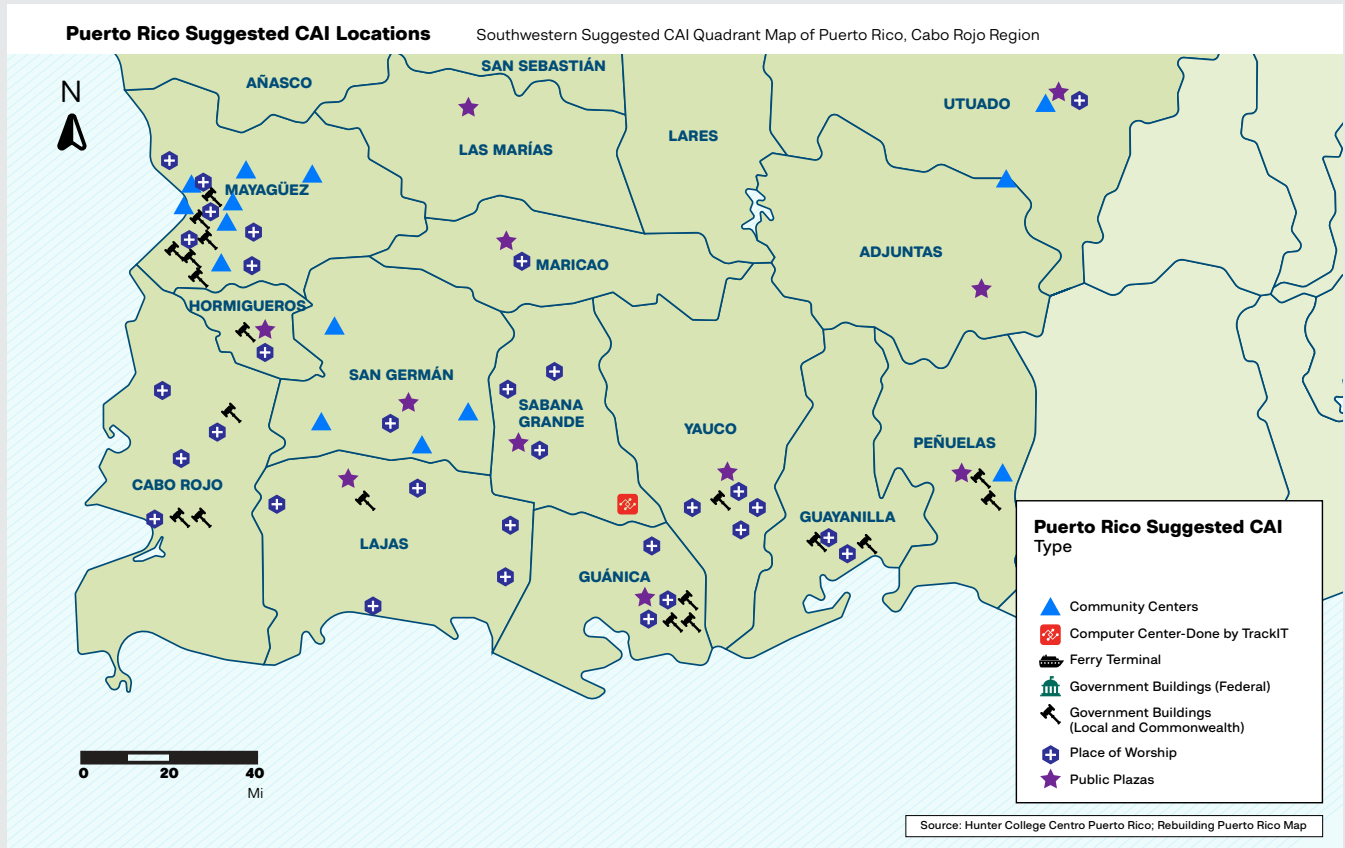 Puerto Rico Suggested CAI Locations
Southwestern Suggested CAI Quadrant Map of Puerto Rico, Cabo Rojo Region
N
SAN SEBASTIÁN
AÑASCO
UTUADO
LARES
LAS MARÍAS
MAYAGÜEZ
ADJUNTAS
MARICAO
HORMIGUEROS
SAN GERMÁN
SABANA
GRANDE
YAUCO
PEÑUELAS
CABO ROJO
GUAYANILLA
LAJAS
GUÁNICA
Puerto Rico Suggested CAI
Type
Community Centers
Computer Center-Done by TrackIT
Ferry Terminal
Government Buildings (Federal)
Government Buildings
(Local and Commonwealth)
Place of Worship
Public Plazas
0 20 40
Mi
Source: Hunter College Centro Puerto Rico; Rebuilding Puerto Rico Map